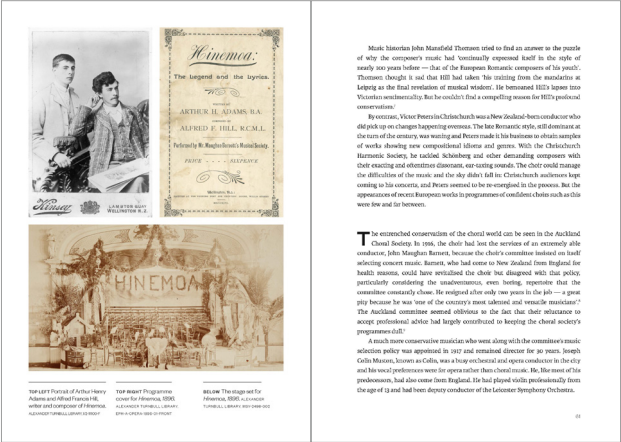 Kinsey
LAMBTON QUAY
WELLINGTON N.Z.
Hinemoa:
The Legend and the Lyrics.
WRITTEN BY
ARTHUR H. ADAMS, B.A.
COMPOSED BY
ALFRED F. HILL, R.C.M.L.
Performed by Mr. Maughan Barnett's Musical Society.
PRICE - - - - SIXPENCE
HINEMOA
TOP LEFT Portrait of Arthur Henry
Adams and Alfred Francis Hill,
writer and composer of Hinemoa.
ALEXANDER TURNBULL LIBRARY
TOP RIGHT Programme
cover for Hinemoa, 1896.
ALEXANDER TURNBULL LIBRARY,
BELOW The stage set for
Hinemoa, 1896. ALEXANDER
TURNBULL LIBRARY,
Music historian John Mansfield Thomson tried to find an answer to the puzzle
of why the composer's music had 'continually expressed itself in the style of
nearly 100 years before — that of the European Romantic composers of his youth'.
Thomson thought it sad that Hill had taken 'his training from the mandarins at
Leipzig as the final revelation of musical wisdom'. He bemoaned Hill's lapses into
Victorian sentimentality. But he couldn't find a compelling reason for Hill's profound
conservatism.
By contrast, Victor Peters in Christchurch was a New Zealand-born conductor who
did pick up on changes happening overseas. The late Romantic style, still dominant at
the turn of the century, was waning and Peters made it his business to obtain samples
of works showing new compositional idioms and genres. With the Christchurch
Harmonic Society, he tackled Schönberg and other demanding composers with
their exacting and oftentimes dissonant, ear-taxing sounds. The choir could manage
the difficulties of the music and the sky didn't fall in: Christchurch audiences kept
coming to his concerts, and Peters seemed to be re-energised in the process. But the
appearances of recent European works in programmes of confident choirs such as this
were few and far between.
The entrenched conservatism of the choral world can be seen in the Auckland
Choral Society. In 1916, the choir had lost the services of an extremely able
conductor, John Maughan Barnett, because the choir's committee insisted on itself
selecting concert music. Barnett, who had come to New Zealand from England for
health reasons, could have revitalised the choir but disagreed with that policy,
particularly considering the unadventurous, even boring, repertoire that the
committee constantly chose. He resigned after only two years in the job — a great
pity because he was 'one of the country's most talented and versatile musicians'.
The Auckland committee seemed oblivious to the fact that their reluctance to
accept professional advice had largely contributed to keeping the choral society's
programmes dull.
A much more conservative musician who went along with the committee's music
selection policy was appointed in 1917 and remained director for 30 years. Joseph
Colin Muston, known as Colin, was a busy orchestral and opera conductor in the city
and his vocal preferences were for opera rather than choral music. He, like most of his
predecessors, had also come from England. He had played violin professionally from
the age of 13 and had been deputy conductor of the Leicester Symphony Orchestra.